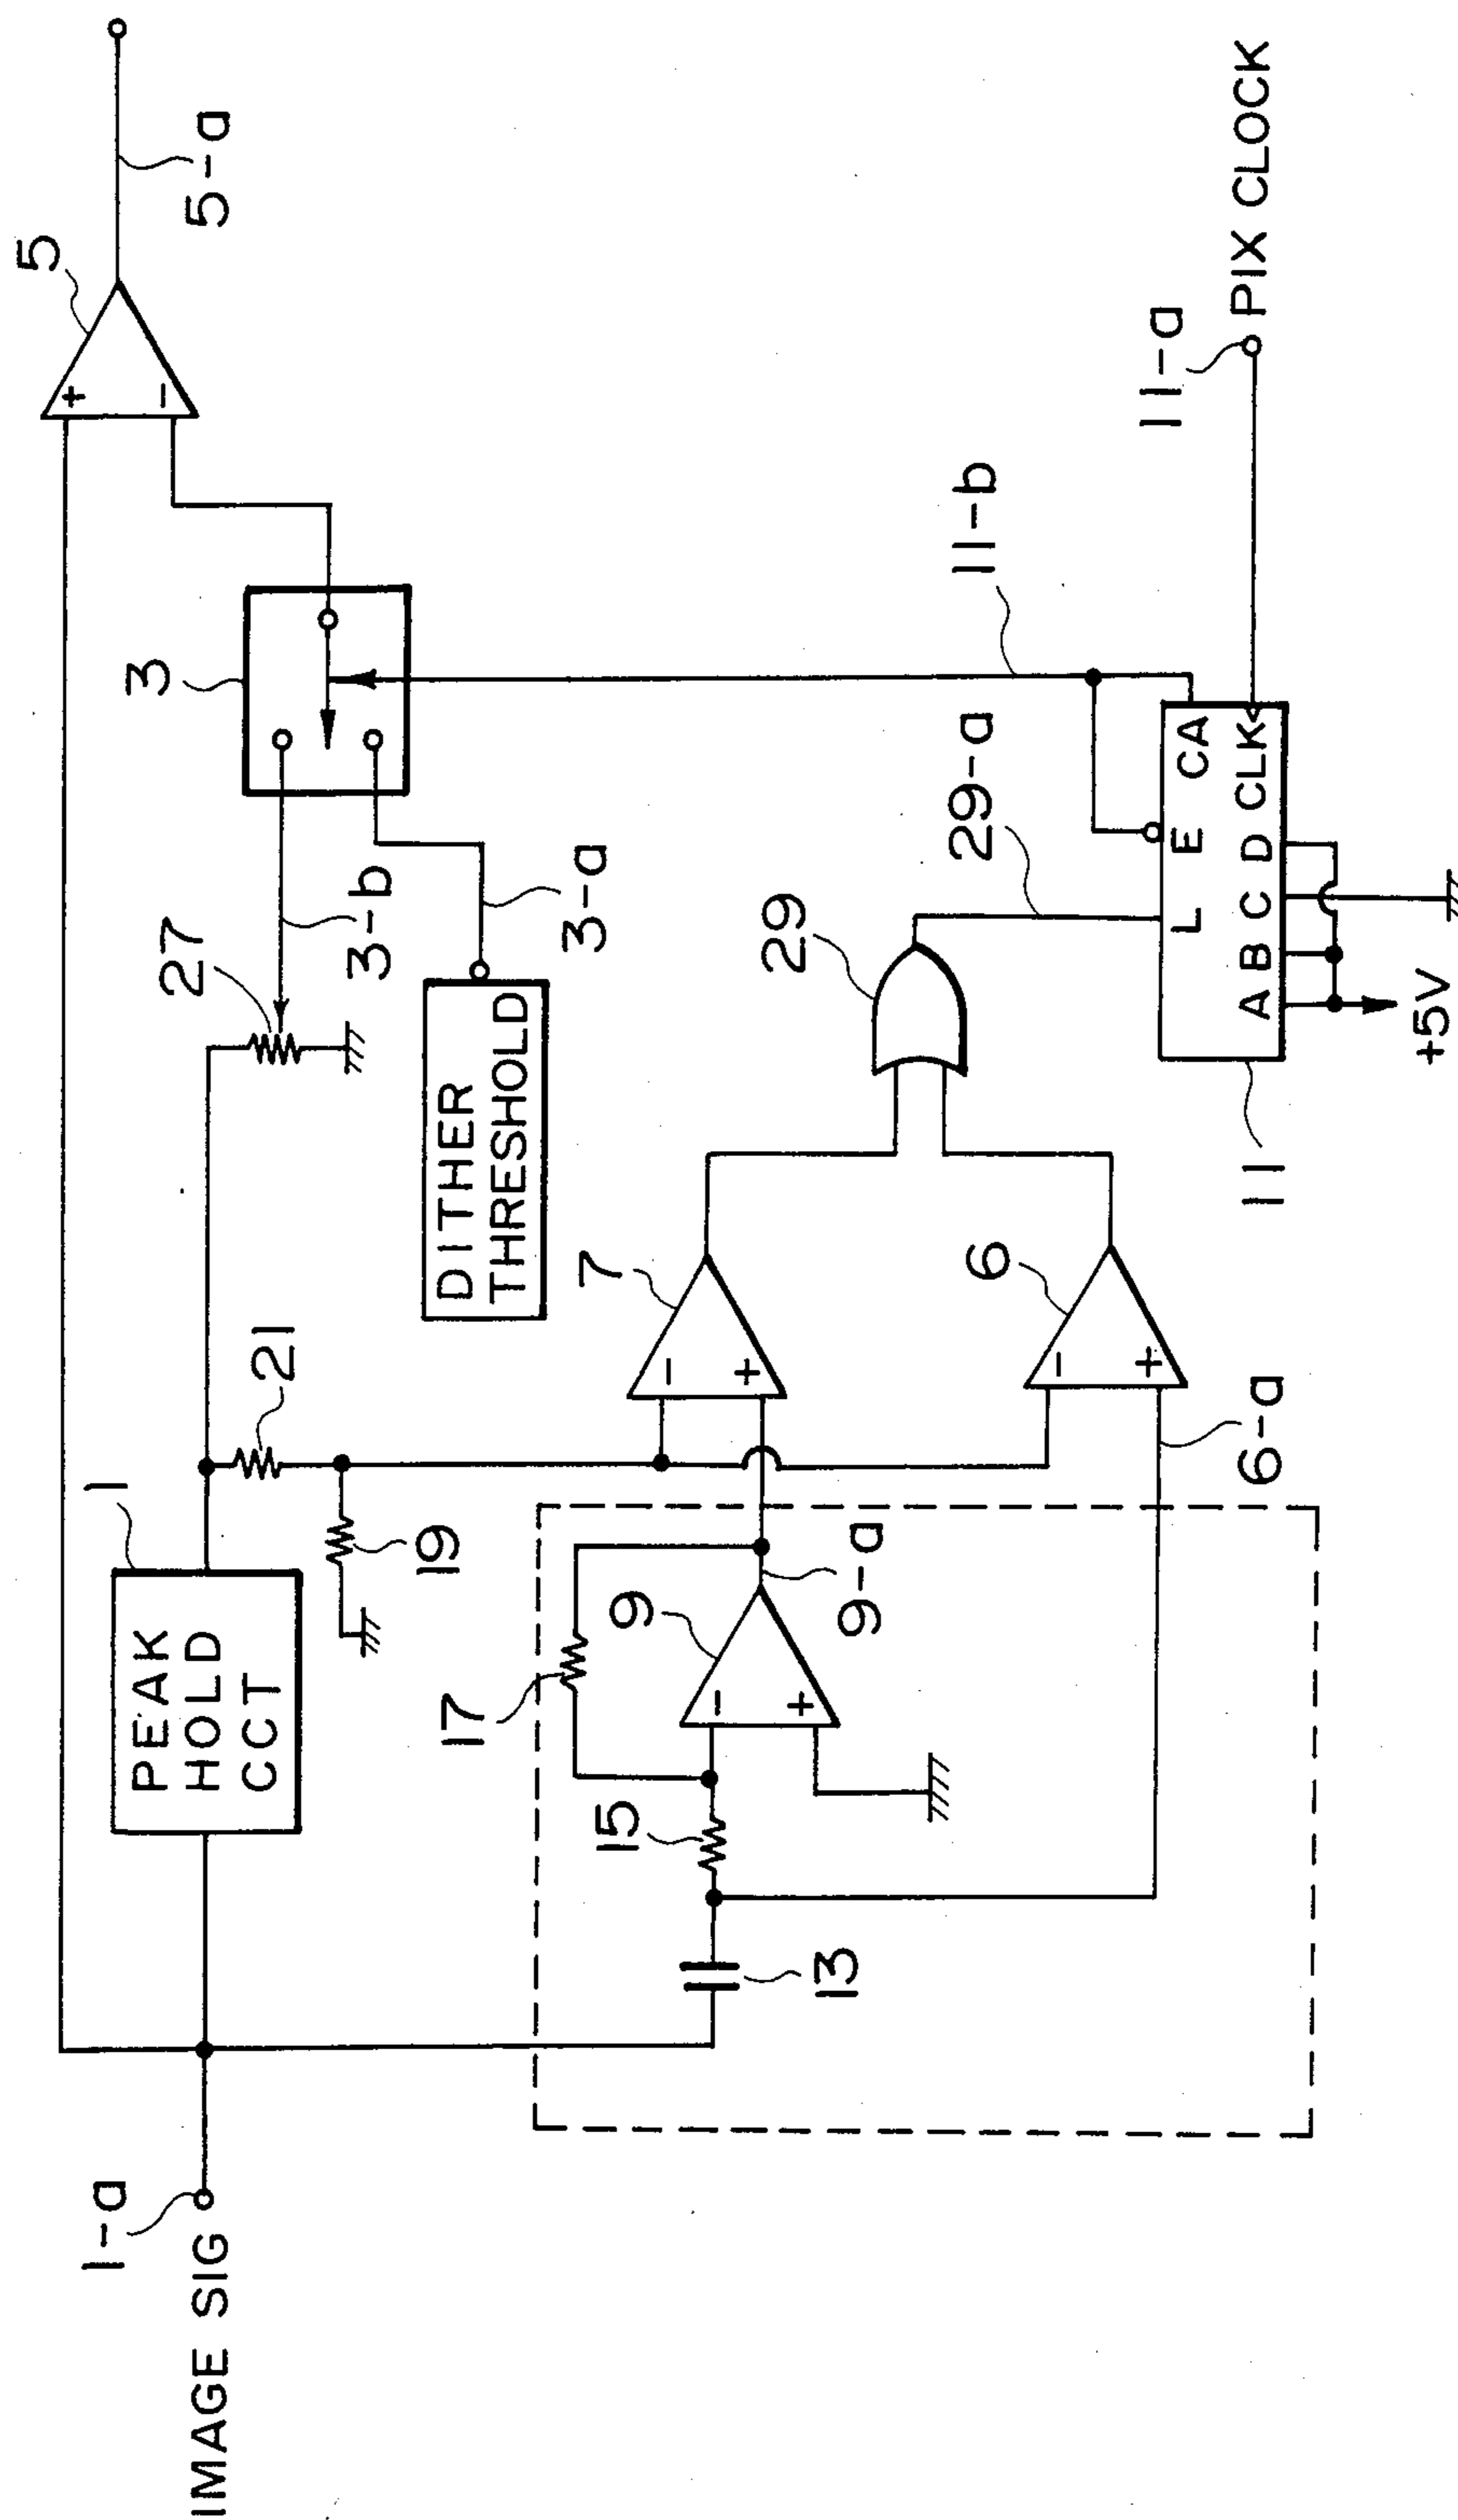 IMAGE SIG
1-a
PEAK
HOLD
CCT
1
21
19
27
3-b
3
3-a
DITHER
THRESHOLD
+
-
5
5-a
13
15
17
-
+
9
9-a
-
+
7
-
+
6
6-a
29
29-a
L E CA
A B C D CLK
11
+5V
11-b
11-a
PIX CLOCK